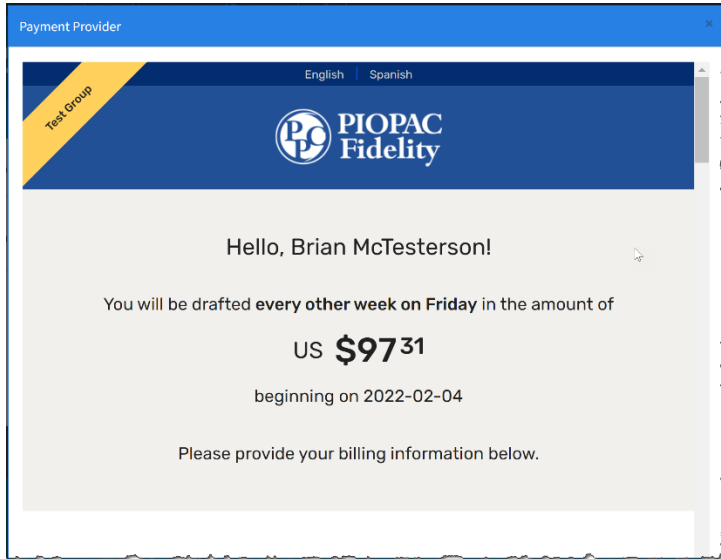 Payment Provider
×
English Spanish
Test Group
PPC PIOPAC
Fidelity
Hello, Brian McTesterson!
You will be drafted every other week on Friday in the amount of
US $97 31
beginning on 2022-02-04
Please provide your billing information below.